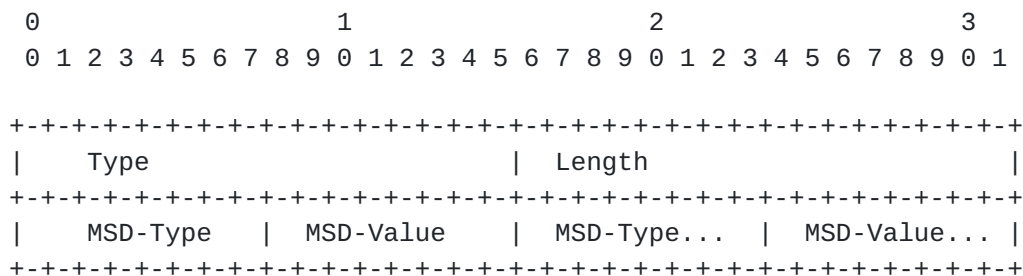 0                   1                   2                   3
 0 1 2 3 4 5 6 7 8 9 0 1 2 3 4 5 6 7 8 9 0 1 2 3 4 5 6 7 8 9 0 1

+-+-+-+-+-+-+-+-+-+-+-+-+-+-+-+-+-+-+-+-+-+-+-+-+-+-+-+-+-+-+-+-+
|    Type                       |  Length                       |
+-+-+-+-+-+-+-+-+-+-+-+-+-+-+-+-+-+-+-+-+-+-+-+-+-+-+-+-+-+-+-+-+
|    MSD-Type   |  MSD-Value    |  MSD-Type...  |  MSD-Value... |
+-+-+-+-+-+-+-+-+-+-+-+-+-+-+-+-+-+-+-+-+-+-+-+-+-+-+-+-+-+-+-+-+